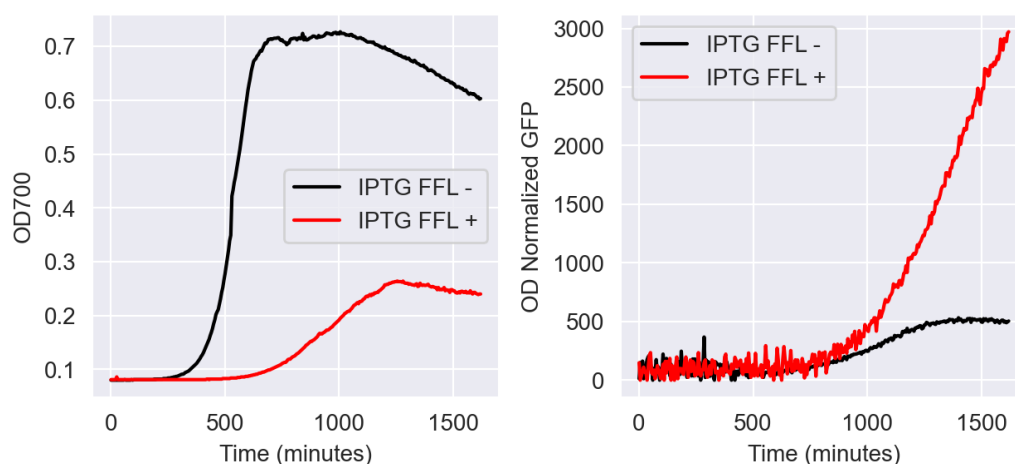 0.7
0.6
0.5
0.4
0.3
0.2
0.1
OD700
IPTG FFL -
IPTG FFL +
0
500
1000
1500
Time (minutes)
3000
2500
2000
1500
1000
500
0
OD Normalized GFP
IPTG FFL -
IPTG FFL +
0
500
1000
1500
Time (minutes)